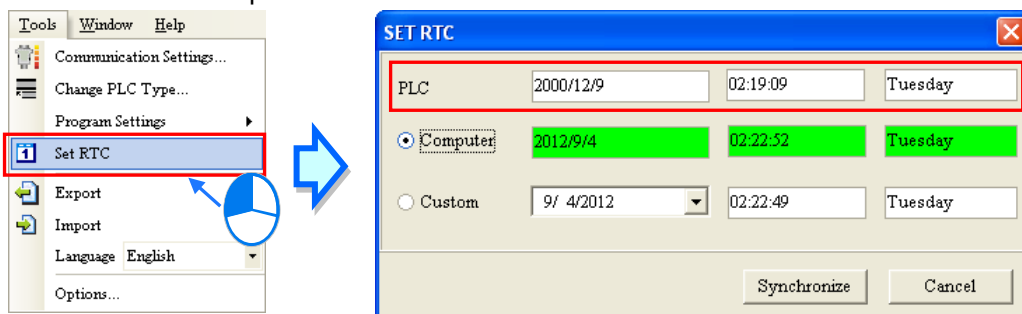 Tools Window Help
Communication Settings...
Change PLC Type...
Program Settings
1 Set RTC
Export
Import
Language English
Options...
SET RTC
PLC 2000/12/9 02:19:09 Tuesday
Computer 2012/9/4 02:22:52 Tuesday
Custom 9/ 4/2012 02:22:49 Tuesday
Synchronize Cancel